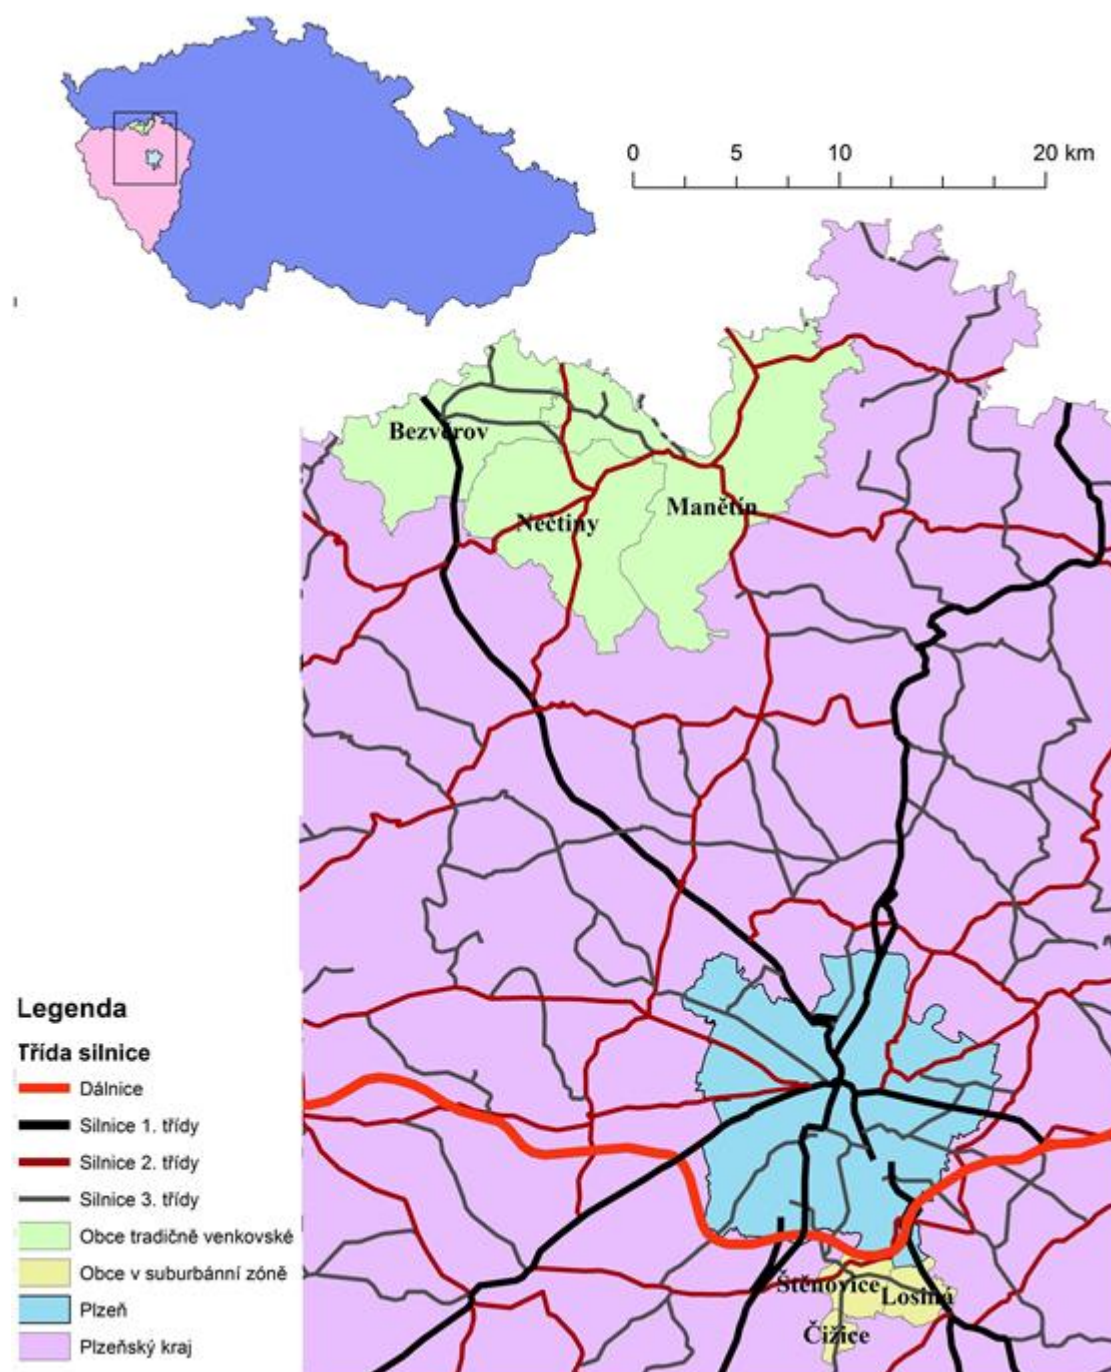 0 5 10 20 km
Bezvěrov
Manětín
Nečtiny
Legenda
Třída silnice
Dálnice
Silnice 1. třídy
Silnice 2. třídy
Silnice 3. třídy
Obce tradičně venkovské
Obce v suburbánní zóně
Plzeň
Plzeňský kraj
Štěnovice
Losiná
Čižice